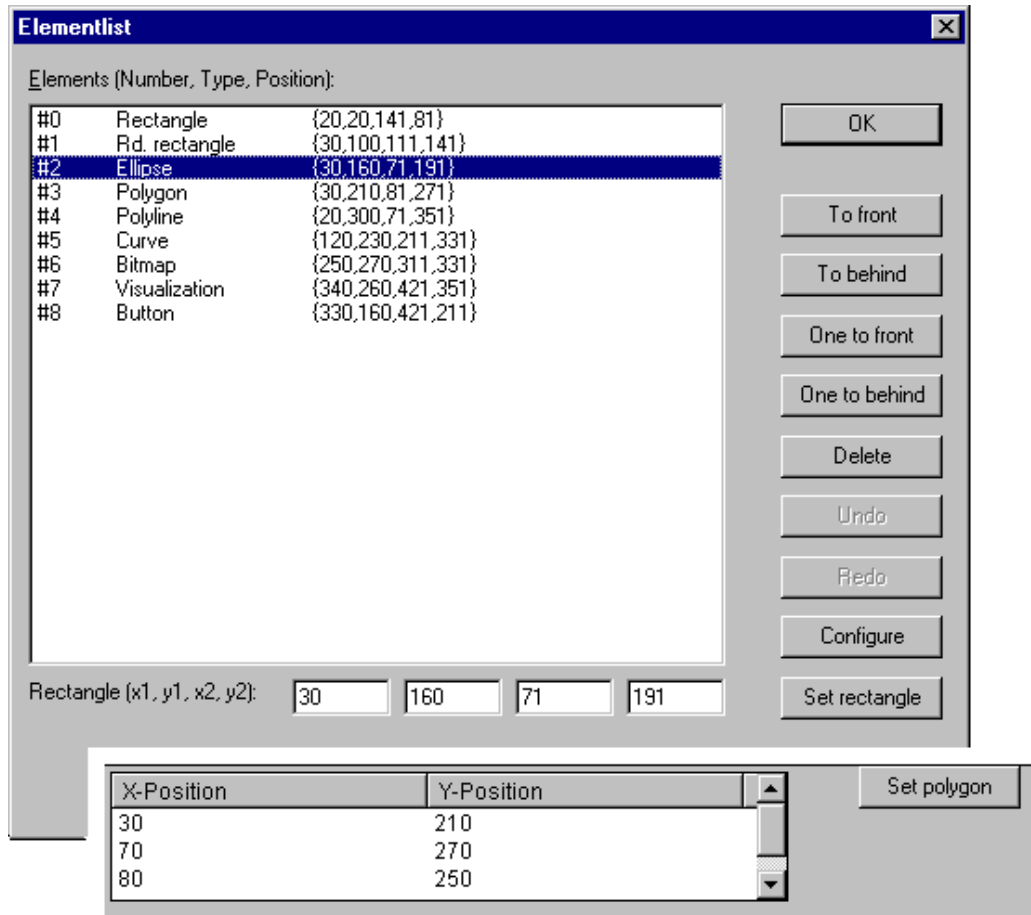 Elementlist
Elements (Number, Type, Position):
#0 Rectangle {20,20,141,81}
#1 Rd. rectangle {30,100,111,141}
#2 Ellipse {30,160,71,191}
#3 Polygon {30,210,81,271}
#4 Polyline {20,300,71,351}
#5 Curve {120,230,211,331}
#6 Bitmap {250,270,311,331}
#7 Visualization {340,260,421,351}
#8 Button {330,160,421,211}
OK
To front
To behind
One to front
One to behind
Delete
Undo
Redo
Configure
Rectangle (x1, y1, x2, y2): 30 160 71 191 Set rectangle
X-Position Y-Position Set polygon
30 210
70 270
80 250